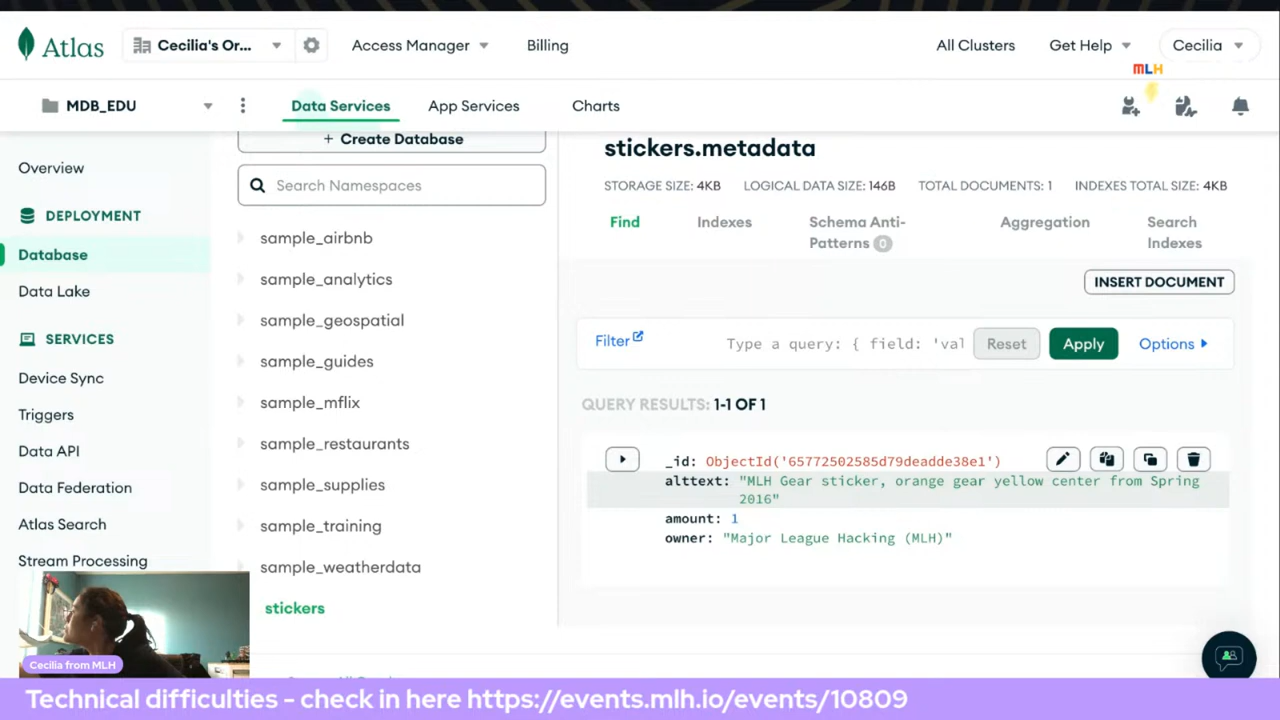 Atlas
Cecilia's Or...
Access Manager
Billing
All Clusters
Get Help
Cecilia
MLH
MDB_EDU
Data Services
App Services
Charts
Overview
DEPLOYMENT
Database
Data Lake
SERVICES
Device Sync
Triggers
Data API
Data Federation
Atlas Search
Stream Processing
+ Create Database
Search Namespaces
sample_airbnb
sample_analytics
sample_geospatial
sample_guides
sample_mflix
sample_restaurants
sample_supplies
sample_training
sample_weatherdata
stickers
stickers.metadata
STORAGE SIZE: 4KB LOGICAL DATA SIZE: 146B TOTAL DOCUMENTS: 1 INDEXES TOTAL SIZE: 4KB
Find
Indexes
Schema Anti-
Patterns 0
Aggregation
Search
Indexes
INSERT DOCUMENT
Filter
Type a query: { field: 'val
Reset
Apply
Options
QUERY RESULTS: 1-1 OF 1
_id: ObjectId('65772502585d79deadde38e1')
alttext: "MLH Gear sticker, orange gear yellow center from Spring
2016"
amount: 1
owner: "Major League Hacking (MLH)"
Cecilia from MLH
Technical difficulties - check in here https://events.mlh.io/events/10809